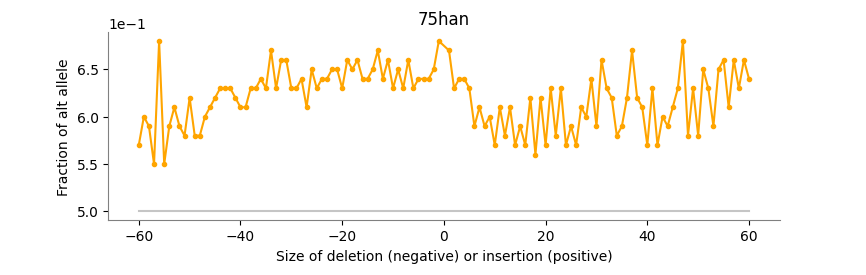 75han
1e−1
6.5
6.0
5.5
5.0
Fraction of alt allele
−60 −40 −20 0 20 40 60
Size of deletion (negative) or insertion (positive)